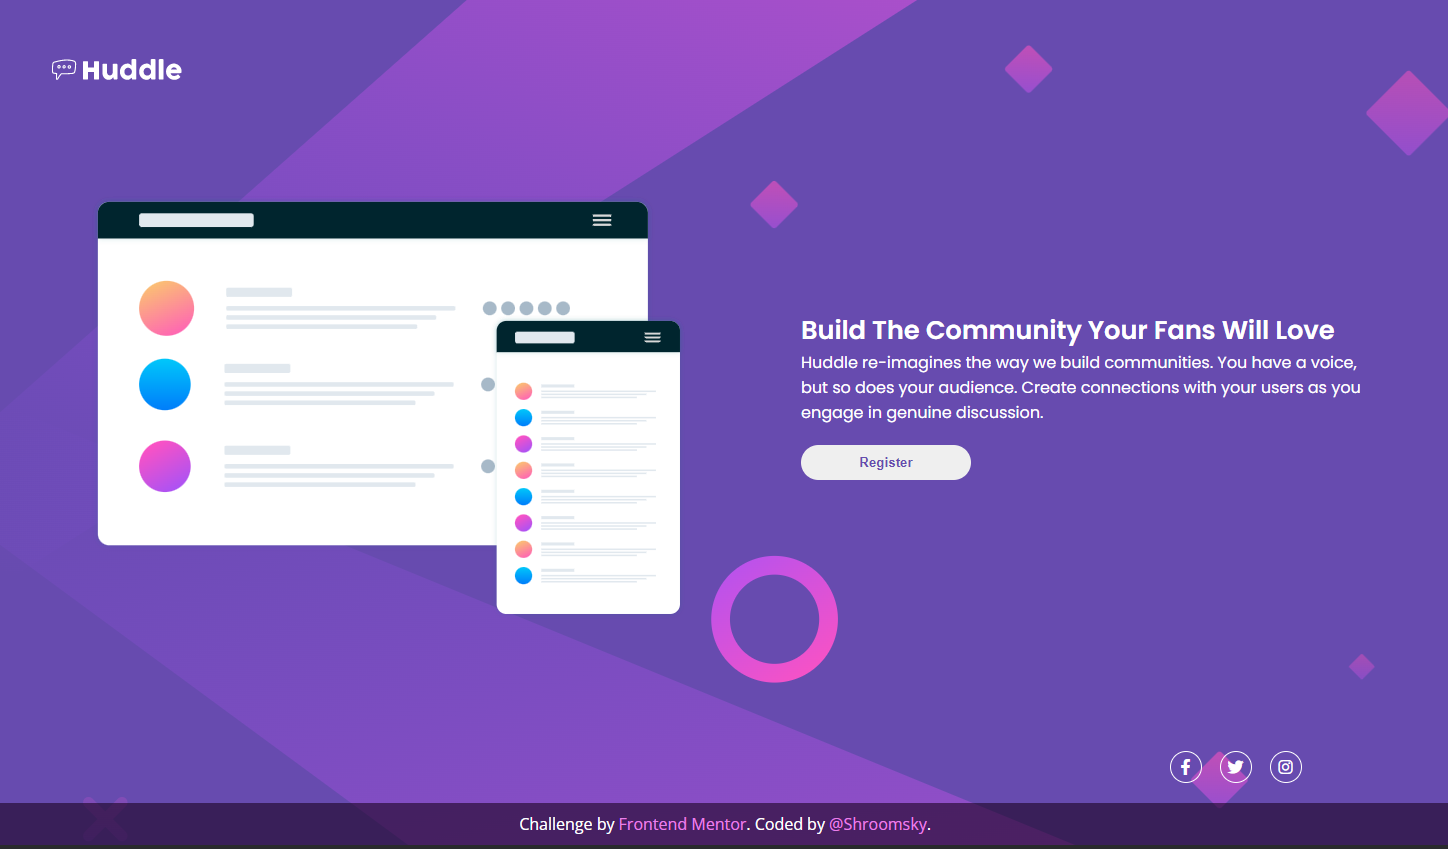 Huddle
Build The Community Your Fans Will Love
Huddle re-imagines the way we build communities. You have a voice,
but so does your audience. Create connections with your users as you
engage in genuine discussion.
Register
Challenge by Frontend Mentor. Coded by @Shroomsky.